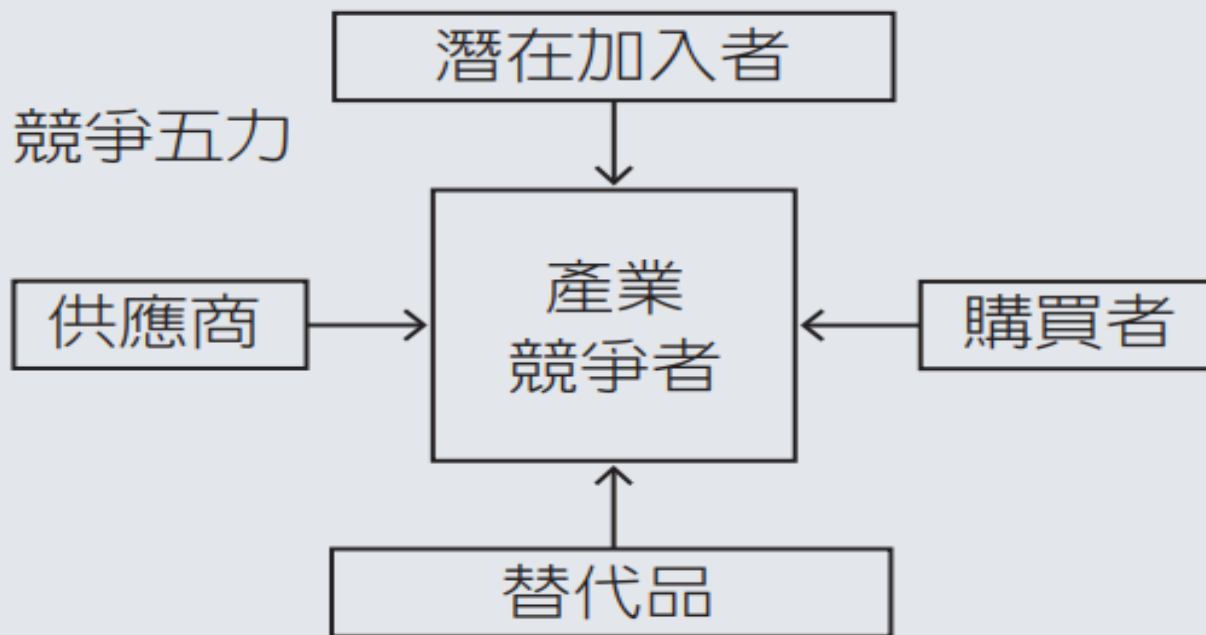 潛在加入者
競爭五力
供應商
產業
競爭者
購買者
替代品